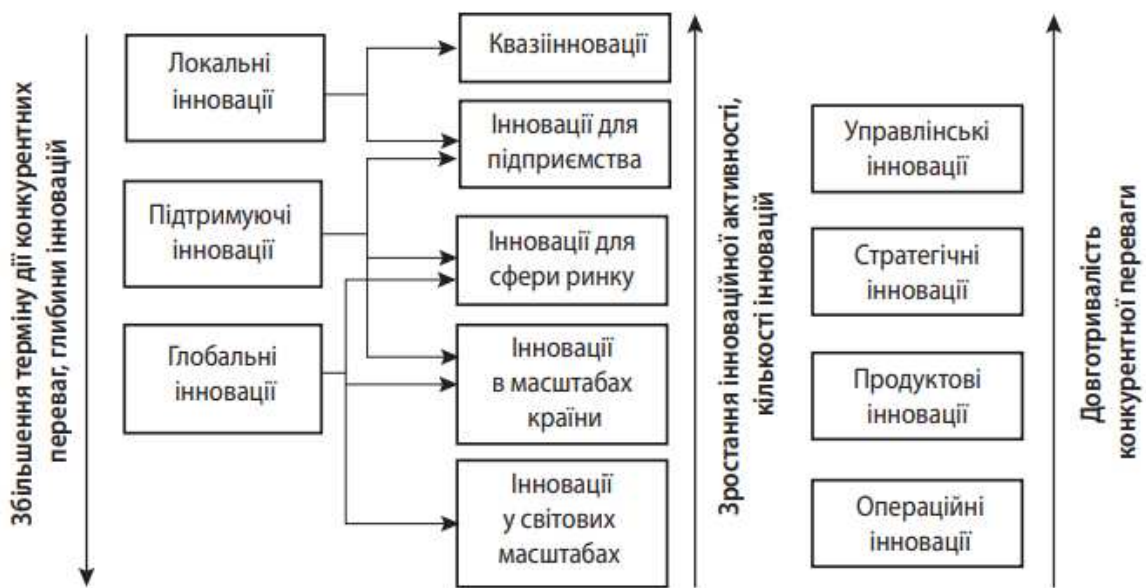 Збільшення терміну дії конкурентних
переваг, глибини інновацій
Локальні
інновації
Підтримуючі
інновації
Глобальні
інновації
Квазіінновації
Інновації для
підприємства
Інновації для
сфери ринку
Інновації
в масштабах
країни
Інновації
у світових
масштабах
Зростання інноваційної активності,
кількості інновацій
Управлінські
інновації
Стратегічні
інновації
Продуктові
інновації
Операційні
інновації
Довготривалість
конкурентної переваги